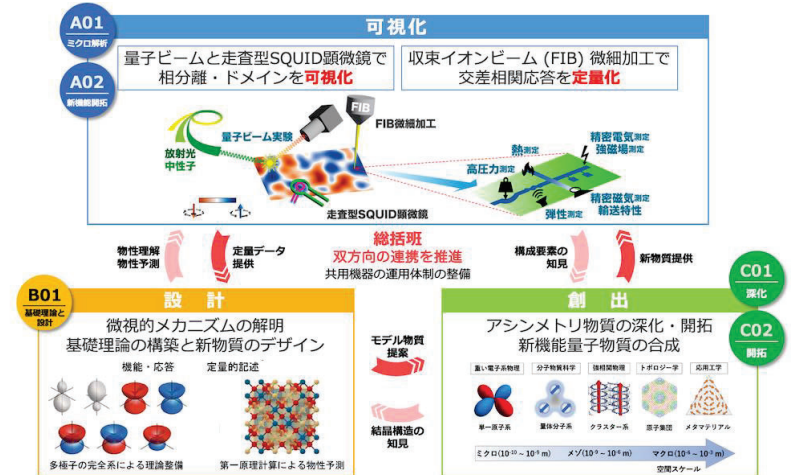 A01
ミクロ解析
A02
新機能開拓
可視化
量子ビームと走査型SQUID顕微鏡で
相分離・ドメインを可視化
収束イオンビーム (FIB) 微細加工で
交差相関応答を定量化
量子ビーム実験
放射光
中性子
FIB
FIB微細加工
走査型SQUID顕微鏡
熱測定
高圧力測定
精密電気測定
強磁場測定
精密磁気測定
輸送特性
弾性測定
物性理解
物性予測
定量データ
提供
総括班
双方向の連携を推進
共用機器の運用体制の整備
構成要素の
知見
新物質提供
B01
基礎理論と
設計
設 計
微視的メカニズムの解明
基礎理論の構築と新物質のデザイン
機能・応答
定量的記述
多極子の完全系による理論整備
第一原理計算による物性予測
モデル物質
提案
結晶構造の
知見
C01
深化
C02
開拓
創 出
アシンメトリ物質の深化・開拓
新機能量子物質の合成
重い電子系物理
分子物質科学
強相関物理
トポロジー学
応用工学
単一原子系
量体分子系
クラスター系
原子集団
メタマテリアル
ミクロ(10⁻¹⁰ ~ 10⁻⁹ m)
メゾ(10⁻⁹ ~ 10⁻⁶ m)
空間スケール